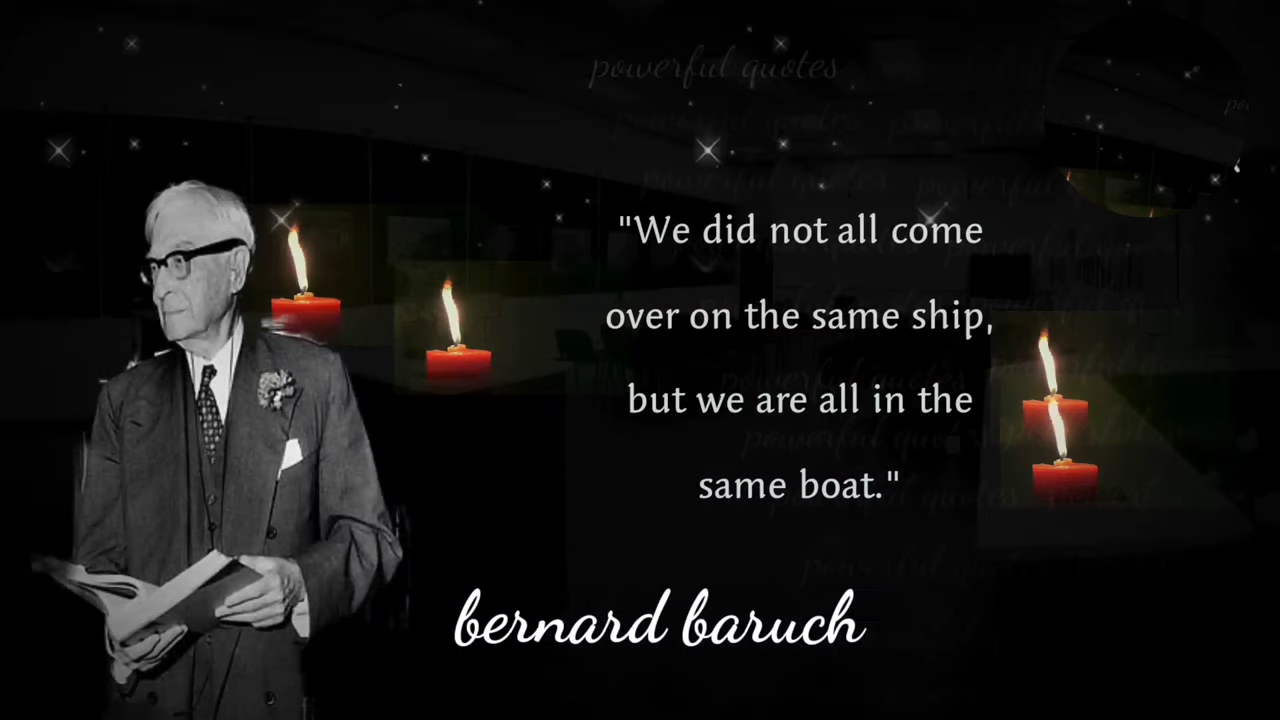 powerful quotes
"We did not all come
over on the same ship,
but we are all in the
same boat."
bernard baruch